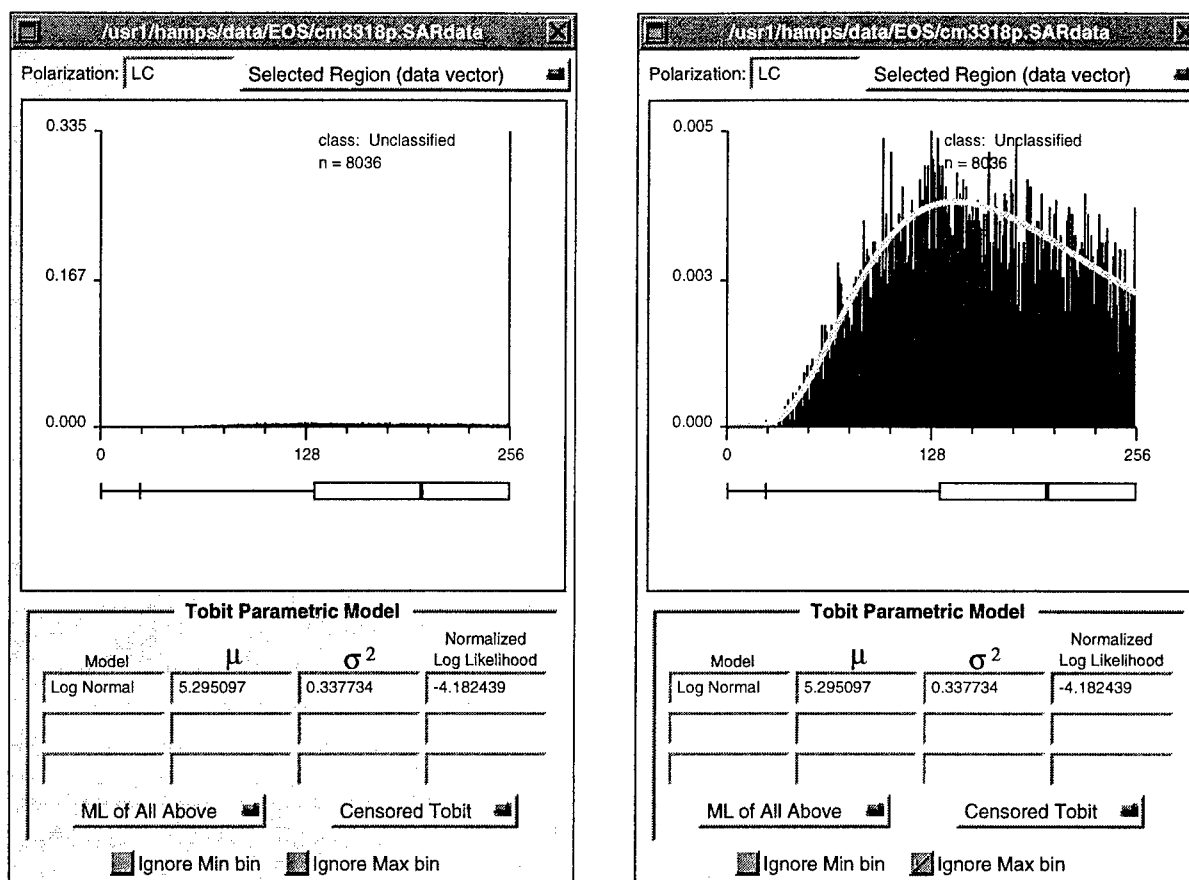 /usr1/hamps/data/EOS/cm3318p.SARdata
Polarization: LC Selected Region (data vector)
0.335
class: Unclassified
n = 8036
0.167
0.000
0 128 256
Tobit Parametric Model
Model μ σ² Normalized Log Likelihood
Log Normal 5.295097 0.337734 -4.182439
ML of All Above Censored Tobit
Ignore Min bin Ignore Max bin
/usr1/hamps/data/EOS/cm3318p.SARdata
Polarization: LC Selected Region (data vector)
0.005
class: Unclassified
n = 8036
0.003
0.000
0 128 256
Tobit Parametric Model
Model μ σ² Normalized Log Likelihood
Log Normal 5.295097 0.337734 -4.182439
ML of All Above Censored Tobit
Ignore Min bin Ignore Max bin